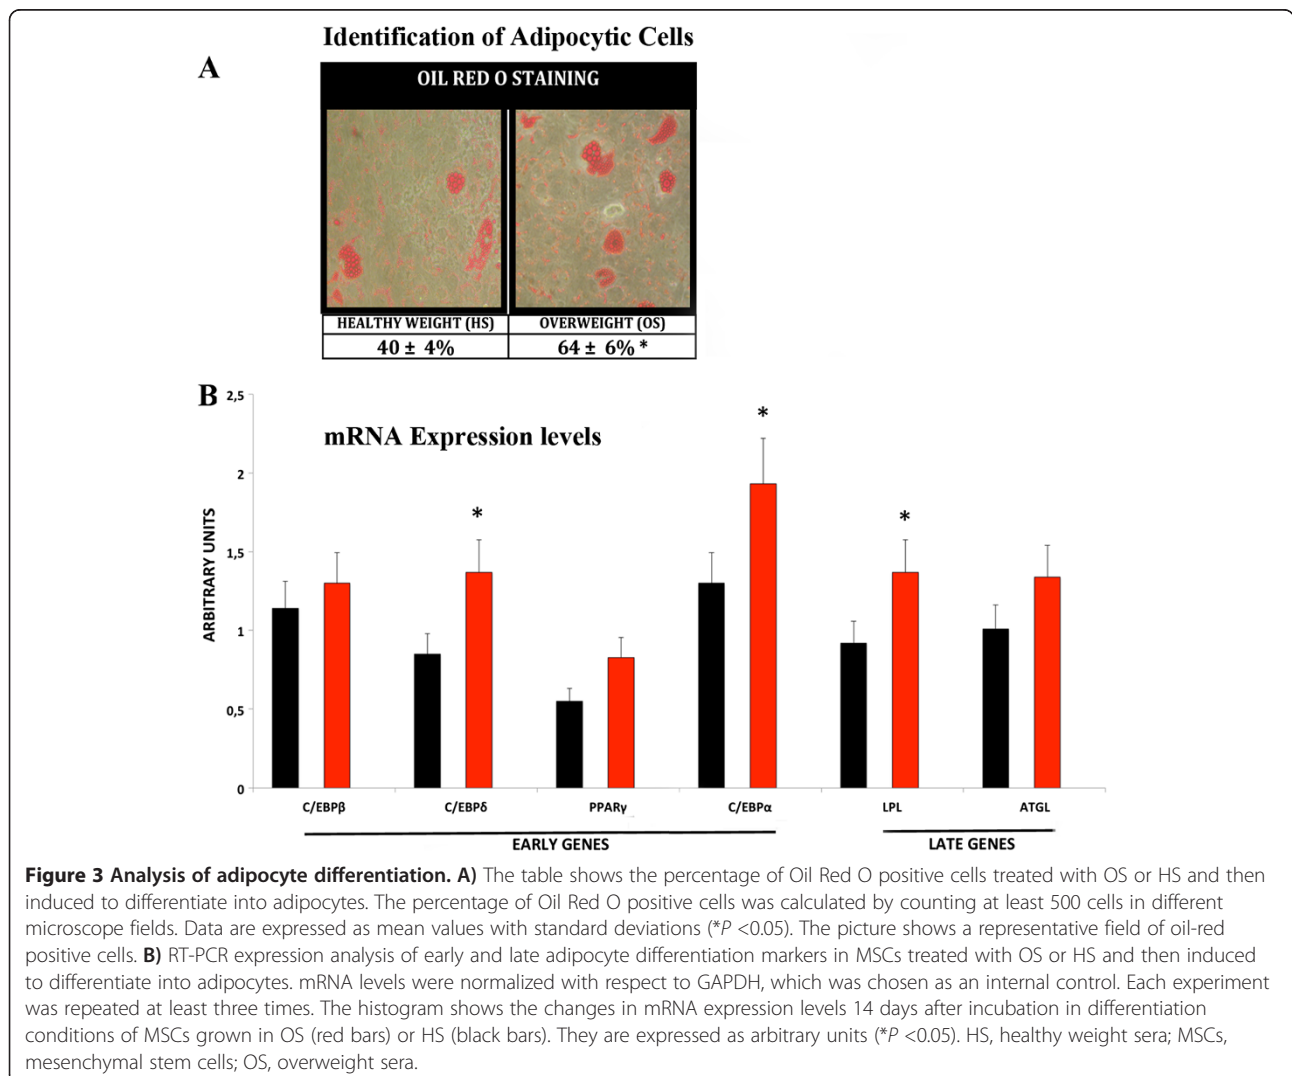 Identification of Adipocytic Cells
A
OIL RED O STAINING
HEALTHY WEIGHT (HS) OVERWEIGHT (OS)
40 ± 4% 64 ± 6% *
B
mRNA Expression levels
ARBITRARY UNITS
2,5
2
1,5
1
0,5
0
* * *
C/EBPβ C/EBPδ PPARγ C/EBPα LPL ATGL
EARLY GENES LATE GENES
Figure 3 Analysis of adipocyte differentiation. A) The table shows the percentage of Oil Red O positive cells treated with OS or HS and then
induced to differentiate into adipocytes. The percentage of Oil Red O positive cells was calculated by counting at least 500 cells in different
microscope fields. Data are expressed as mean values with standard deviations (*P <0.05). The picture shows a representative field of oil-red
positive cells. B) RT-PCR expression analysis of early and late adipocyte differentiation markers in MSCs treated with OS or HS and then induced
to differentiate into adipocytes. mRNA levels were normalized with respect to GAPDH, which was chosen as an internal control. Each experiment
was repeated at least three times. The histogram shows the changes in mRNA expression levels 14 days after incubation in differentiation
conditions of MSCs grown in OS (red bars) or HS (black bars). They are expressed as arbitrary units (*P <0.05). HS, healthy weight sera; MSCs,
mesenchymal stem cells; OS, overweight sera.